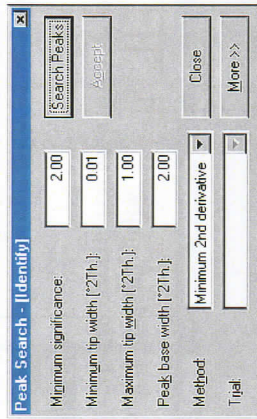 Peak Search - [Identify]
Minimum significance: 2.00
Search Peaks
Minimum tip width [°2Th.]: 0.01
Accept
Maximum tip width [°2Th.]: 1.00
Peak base width [°2Th.]: 2.00
Method: Minimum 2nd derivative
Close
Trial:
More >>